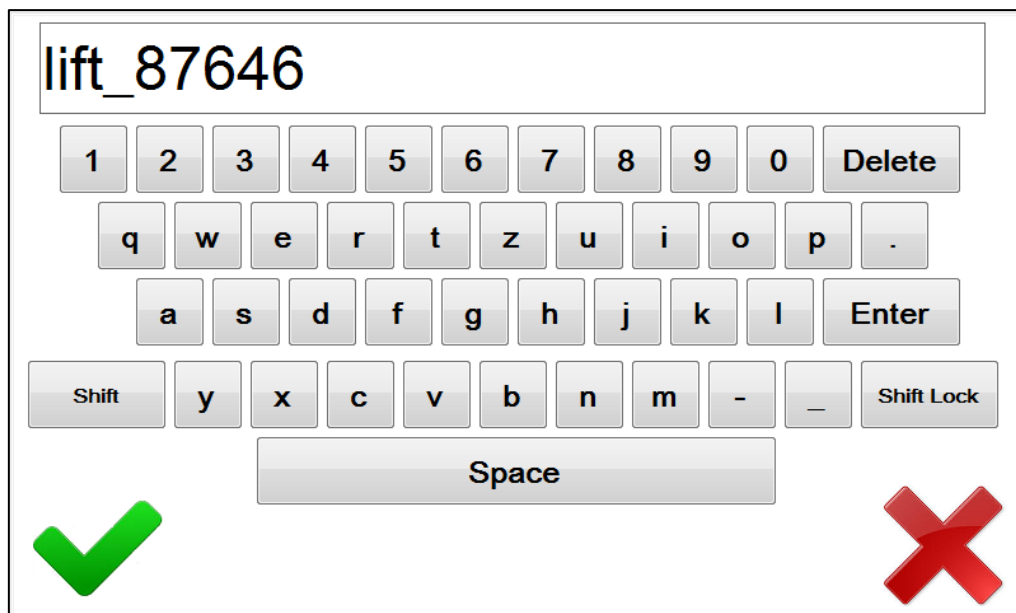 lift_87646
1 2 3 4 5 6 7 8 9 0 Delete
q w e r t z u i o p .
a s d f g h j k l Enter
Shift y x c v b n m - _ Shift Lock
Space